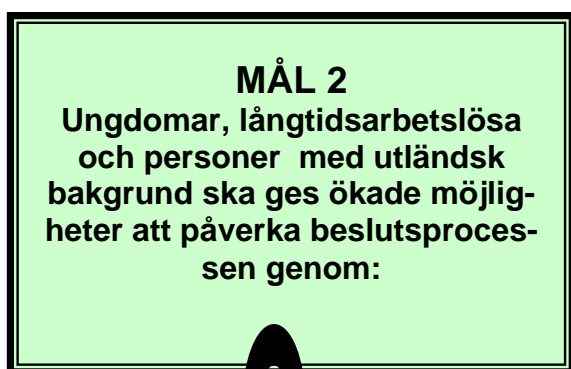 MÅL 2
Ungdomar, långtidsarbetslösa
och personer  med utländsk
bakgrund ska ges ökade möjlig-
heter att påverka beslutsproces-
sen genom: